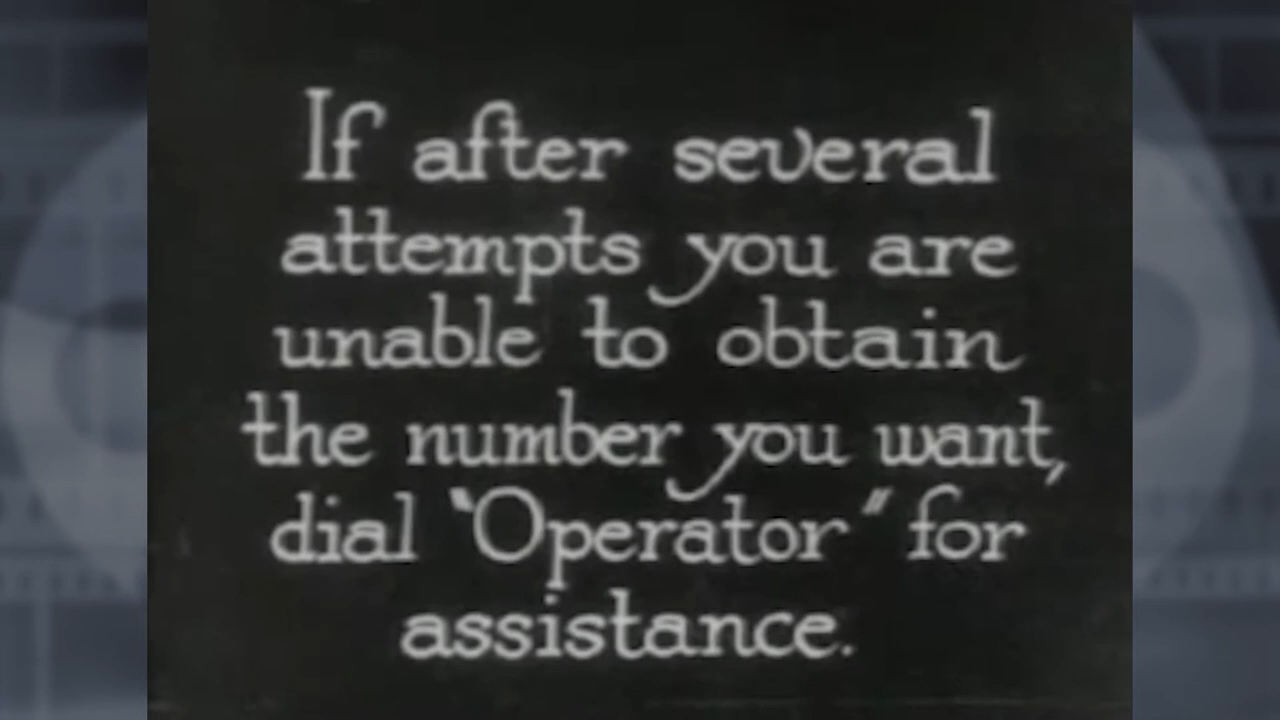 If after several
attempts you are
unable to obtain
the number you want,
dial "Operator" for
assistance.